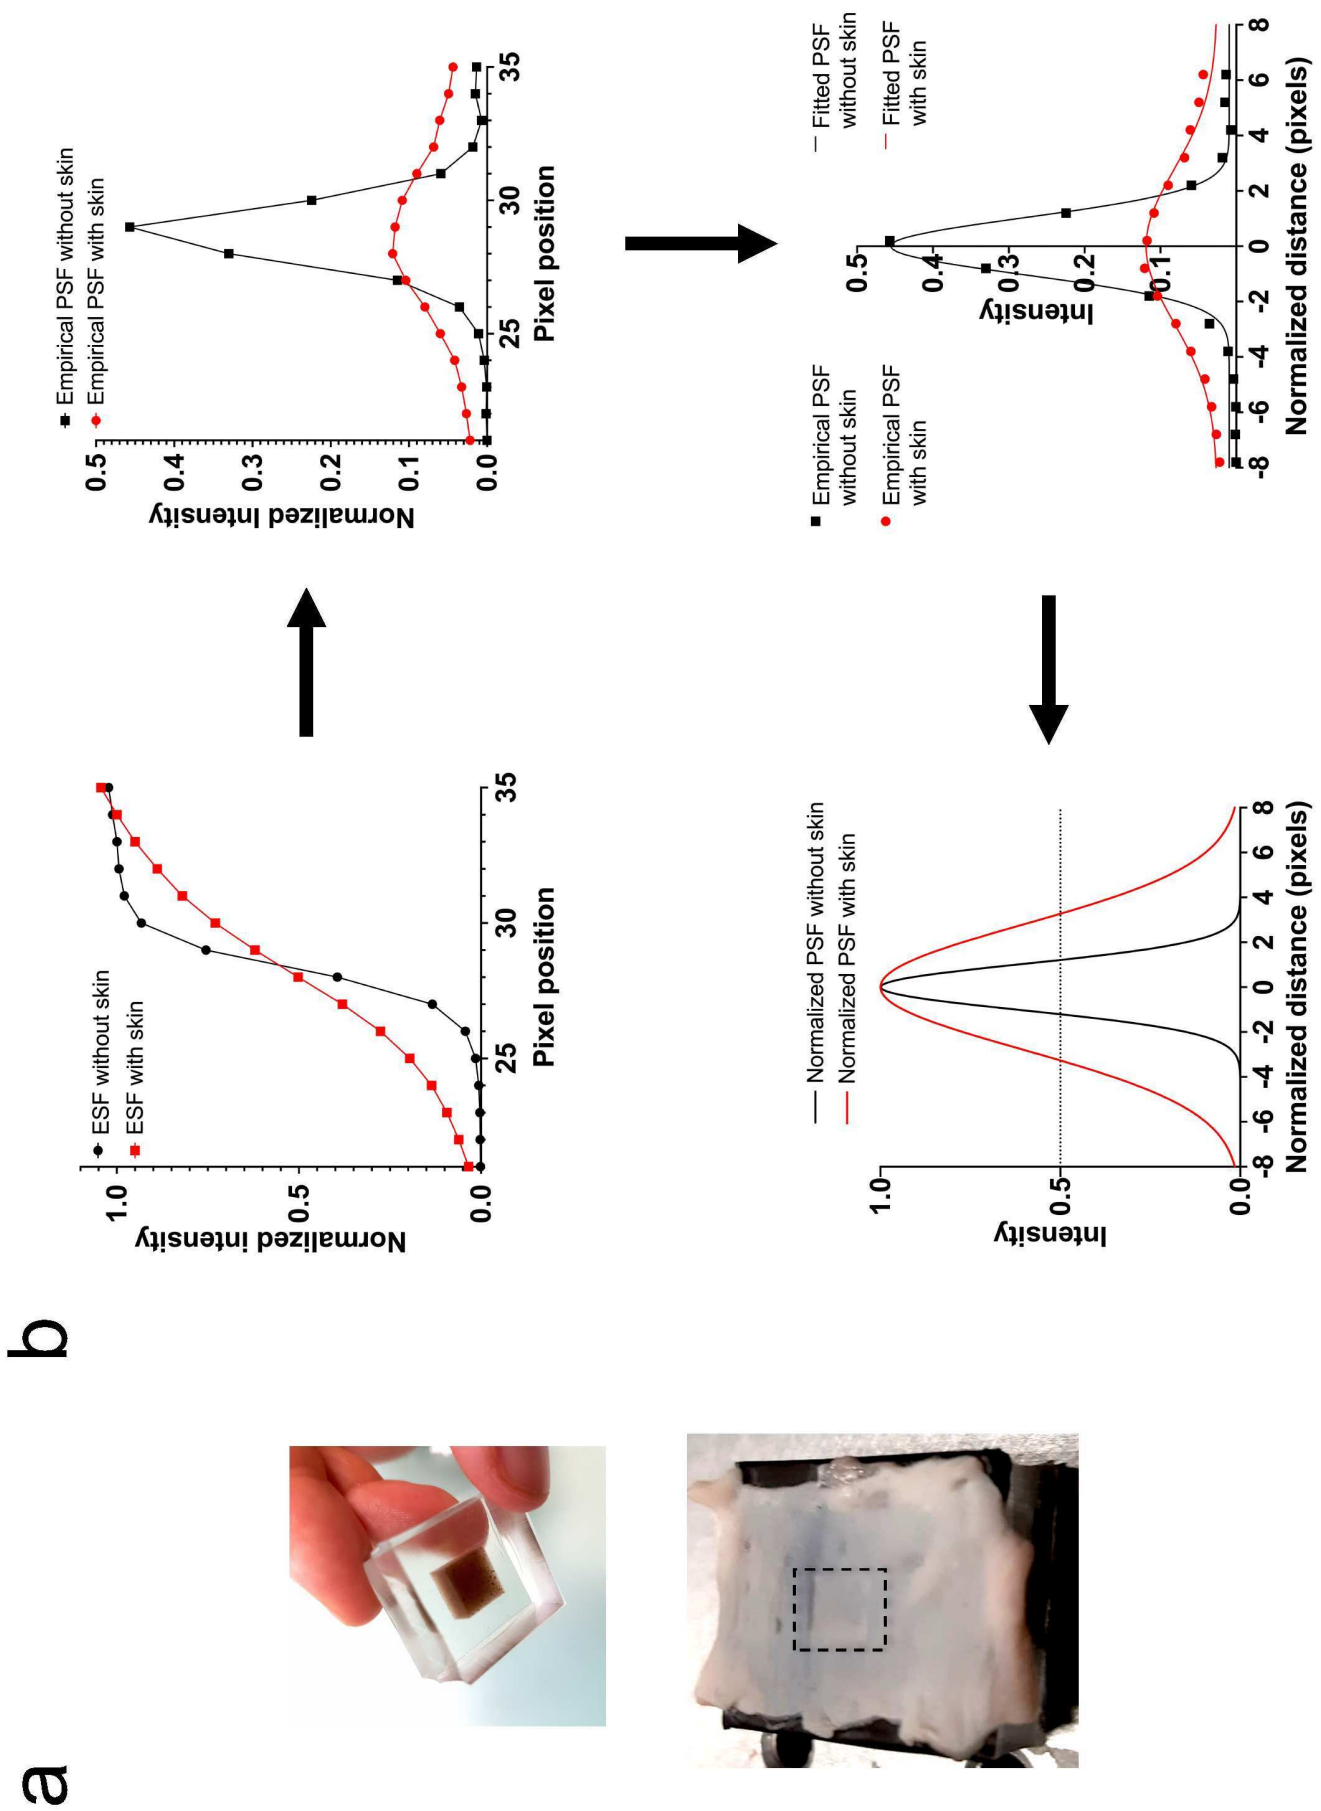 a
b
ESF without skin
ESF with skin
Normalized intensity
1.0
0.5
0.0
25
30
35
Pixel position
Empirical PSF without skin
Empirical PSF with skin
Normalized Intensity
0.5
0.4
0.3
0.2
0.1
0.0
25
30
35
Pixel position
Normalized PSF without skin
Normalized PSF with skin
Intensity
1.0
0.5
0.0
-8 -6 -4 -2 0 2 4 6 8
Normalized distance (pixels)
Empirical PSF
without skin
Empirical PSF
with skin
Fitted PSF
without skin
Fitted PSF
with skin
Intensity
0.5
0.4
0.3
0.2
0.1
-8 -6 -4 -2 0 2 4 6 8
Normalized distance (pixels)